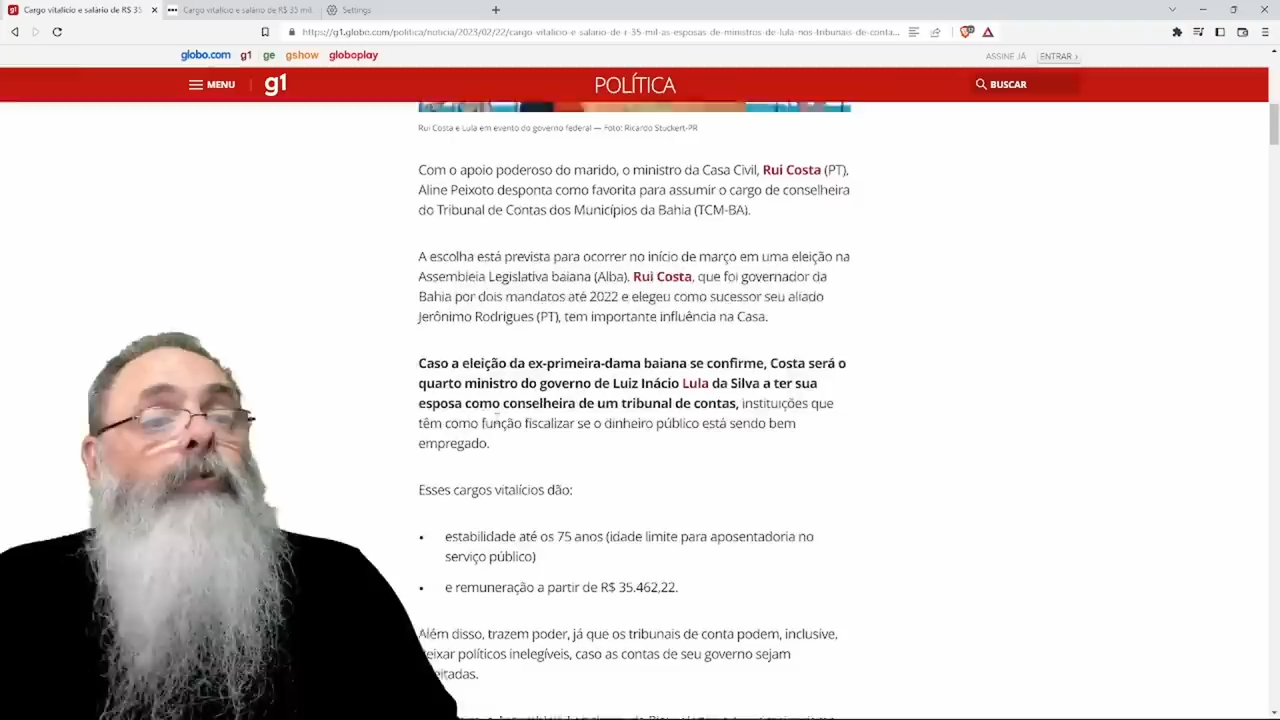 Cargo vitalício e salário de R$ 35
Cargo vitalício e salário de R$ 35 mil
Settings
https://g1.globo.com/politica/noticia/2023/02/22/cargo-vitalicio-e-salario-de-r-35-mil-as-esposas-de-ministros-de-lula-nos-tribunais-de-conta...
globo.com g1 ge gshow globoplay
ASSINE JÁ ENTRAR ›
MENU g1 POLÍTICA BUSCAR
Rui Costa e Lula em evento do governo federal — Foto: Ricardo Stuckert-PR
Com o apoio poderoso do marido, o ministro da Casa Civil, Rui Costa (PT),
Aline Peixoto desponta como favorita para assumir o cargo de conselheira
do Tribunal de Contas dos Municípios da Bahia (TCM-BA).
A escolha está prevista para ocorrer no início de março em uma eleição na
Assembleia Legislativa baiana (Alba). Rui Costa, que foi governador da
Bahia por dois mandatos até 2022 e elegeu como sucessor seu aliado
Jerônimo Rodrigues (PT), tem importante influência na Casa.
Caso a eleição da ex-primeira-dama baiana se confirme, Costa será o
quarto ministro do governo de Luiz Inácio Lula da Silva a ter sua
esposa como conselheira de um tribunal de contas, instituições que
têm como função fiscalizar se o dinheiro público está sendo bem
empregado.
Esses cargos vitalícios dão:
• estabilidade até os 75 anos (idade limite para aposentadoria no
serviço público)
• e remuneração a partir de R$ 35.462,22.
Além disso, trazem poder, já que os tribunais de conta podem, inclusive,
eixar políticos inelegíveis, caso as contas de seu governo sejam
eitadas.